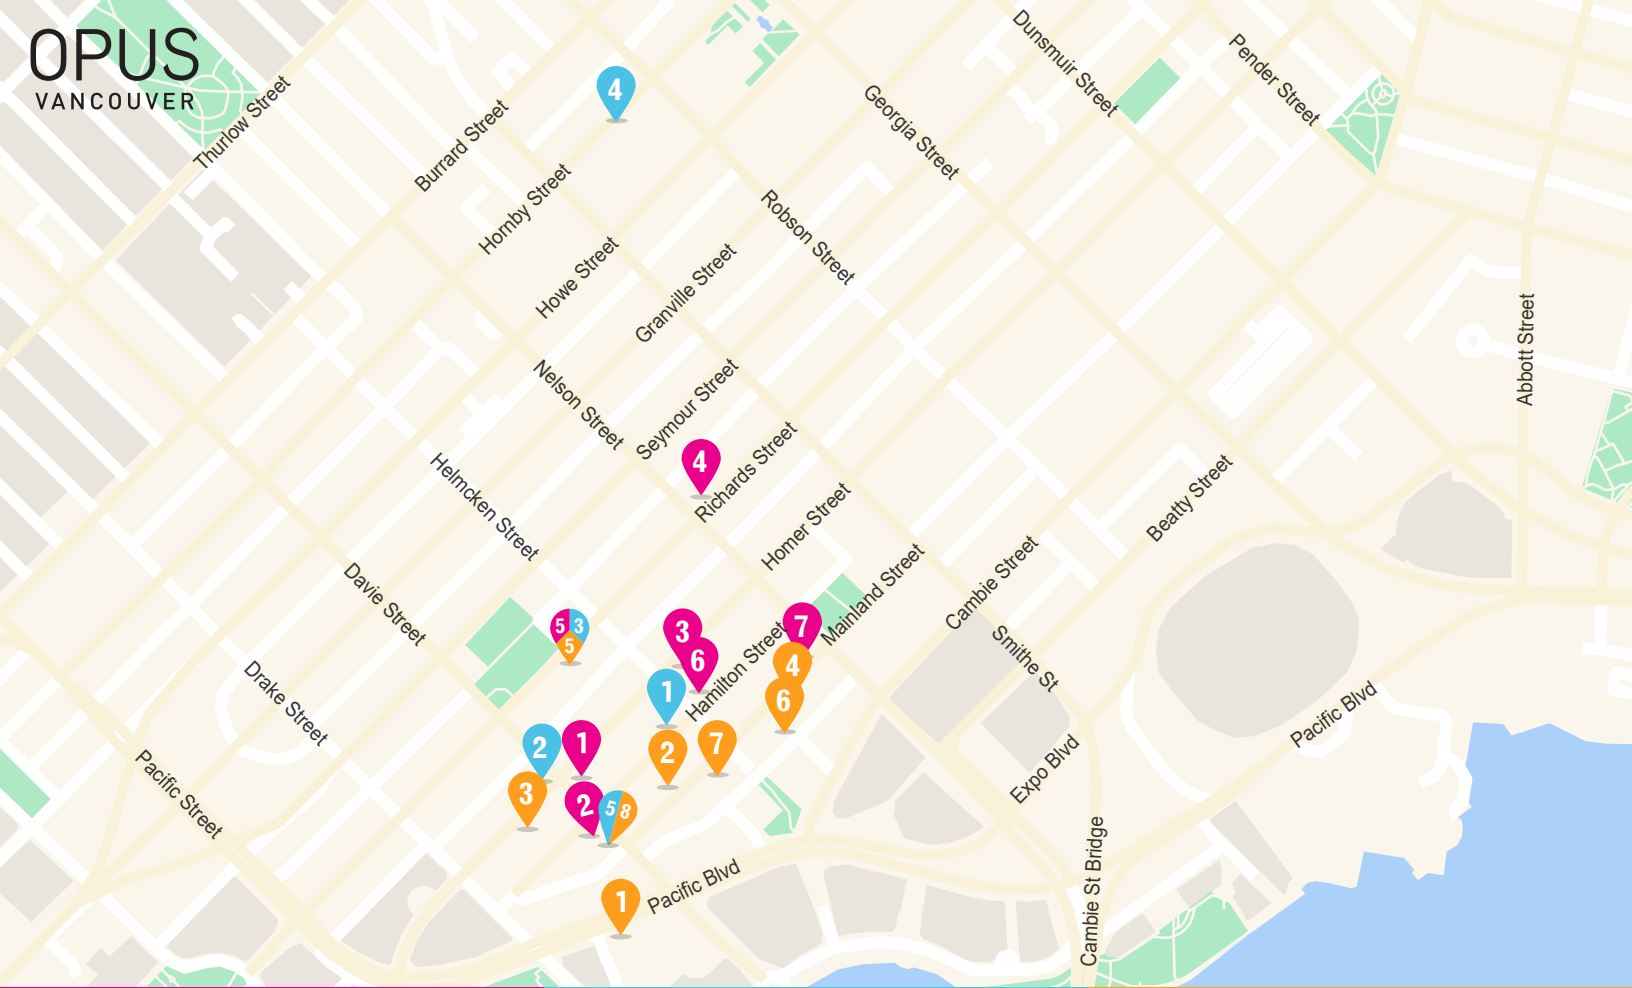 OPUS
VANCOUVER
Thurlow Street
Burrard Street
4
Hornby Street
Howe Street
Granville Street
Dunsmuir Street
Pender Street
Georgia Street
Robson Street
Nelson Street
Seymour Street
4
Richards Street
Homer Street
Abbott Street
Beatty Street
Helmcken Street
Mainland Street
Cambie Street
Davie Street
5
3
5
3
6
7
4
6
1
Hamilton Street
Smithe St
Drake Street
2
1
2
7
3
2
5
8
Pacific Street
Expo Blvd
Pacific Blvd
Cambie St Bridge
Pacific Blvd
1